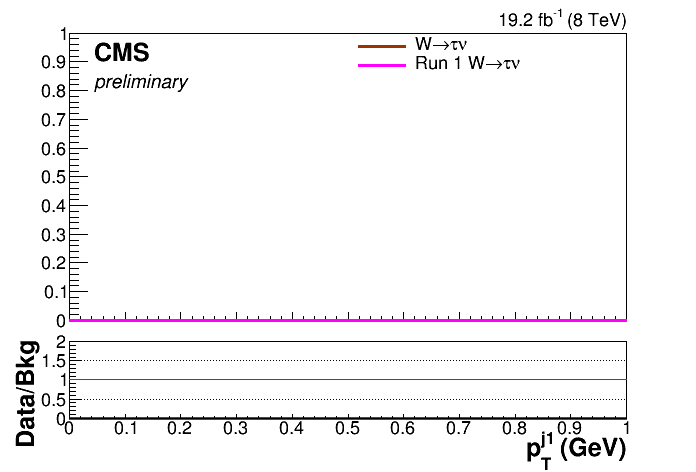 19.2 fb⁻¹ (8 TeV)
CMS
preliminary
W→τν
Run 1 W→τν
1
0.9
0.8
0.7
0.6
0.5
0.4
0.3
0.2
0.1
0
Data/Bkg
2
1.5
1
0.5
0
0 0.1 0.2 0.3 0.4 0.5 0.6 0.7 0.8 0.9 1
p_T^j1 (GeV)